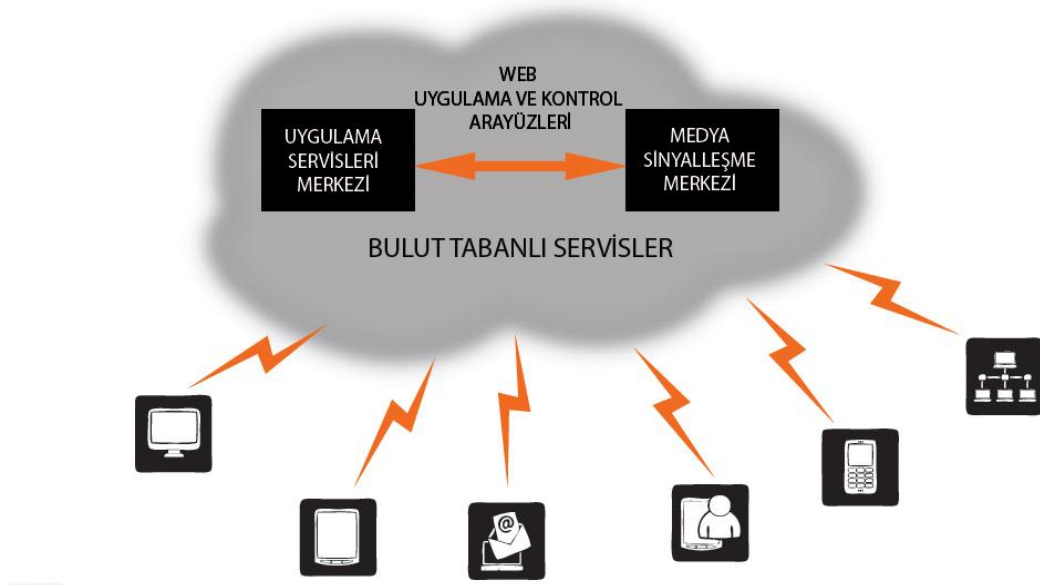 WEB
UYGULAMA VE KONTROL
ARAYÜZLERİ
UYGULAMA
SERVİSLERİ
MERKEZİ
MEDYA
SİNYALLEŞME
MERKEZİ
BULUT TABANLI SERVİSLER
@